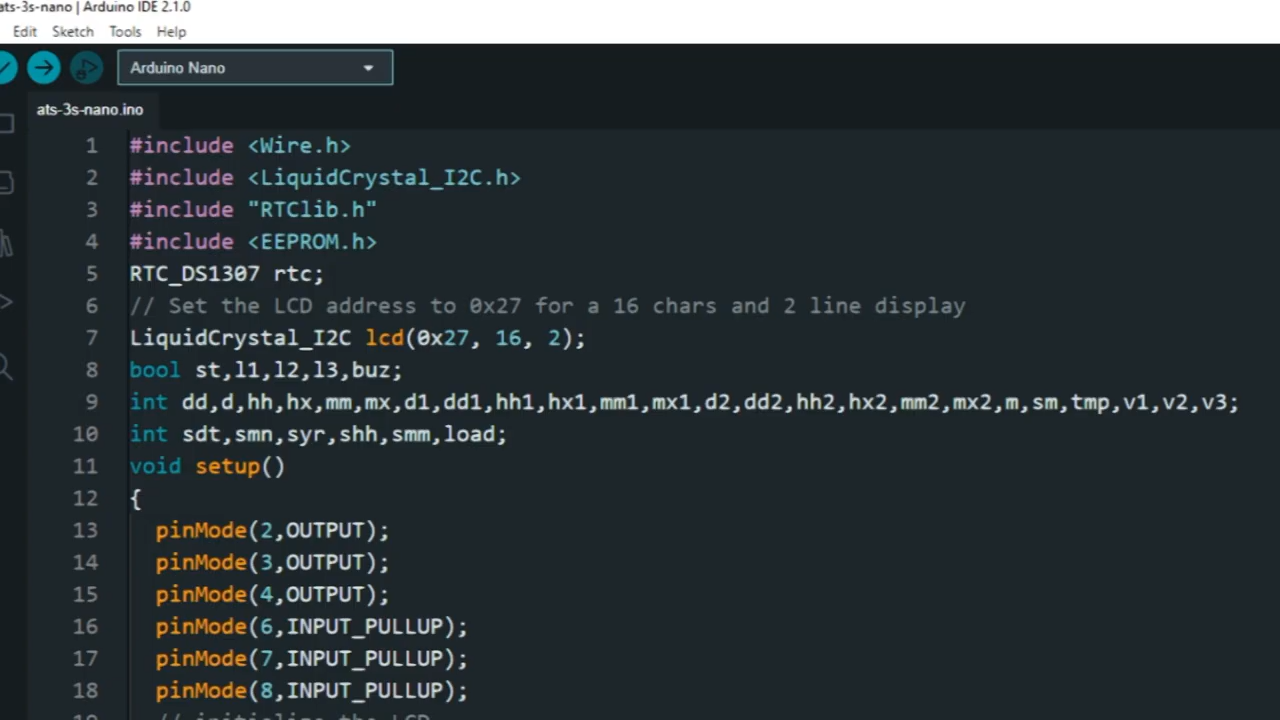 ats-3s-nano | Arduino IDE 2.1.0
Edit Sketch Tools Help
Arduino Nano
ats-3s-nano.ino
1 #include <Wire.h>
2 #include <LiquidCrystal_I2C.h>
3 #include "RTClib.h"
4 #include <EEPROM.h>
5 RTC_DS1307 rtc;
6 // Set the LCD address to 0x27 for a 16 chars and 2 line display
7 LiquidCrystal_I2C lcd(0x27, 16, 2);
8 bool st,l1,l2,l3,buz;
9 int dd,d,hh,hx,mm,mx,d1,dd1,hh1,hx1,mm1,mx1,d2,dd2,hh2,hx2,mm2,mx2,m,sm,tmp,v1,v2,v3;
10 int sdt,smn,syr,shh,smm,load;
11 void setup()
12 {
13 pinMode(2,OUTPUT);
14 pinMode(3,OUTPUT);
15 pinMode(4,OUTPUT);
16 pinMode(6,INPUT_PULLUP);
17 pinMode(7,INPUT_PULLUP);
18 pinMode(8,INPUT_PULLUP);
19 // initialize the LCD